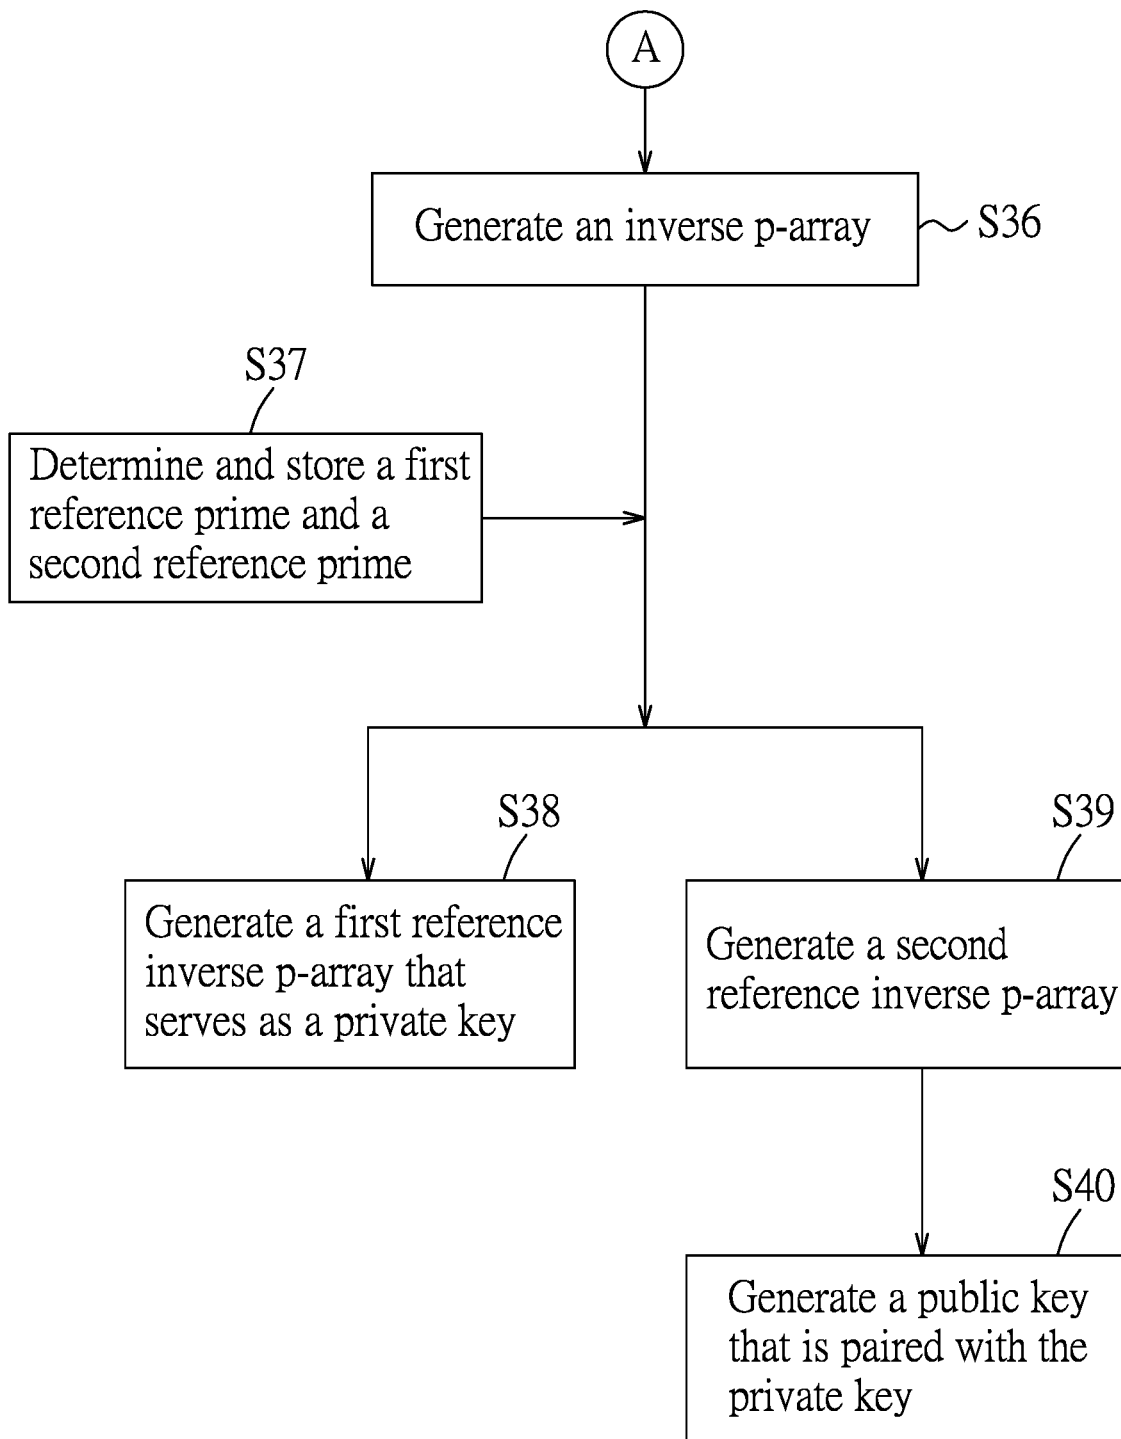 A
Generate an inverse p-array
S36
S37
Determine and store a first
reference prime and a
second reference prime
S38
Generate a first reference
inverse p-array that
serves as a private key
S39
Generate a second
reference inverse p-array
S40
Generate a public key
that is paired with the
private key